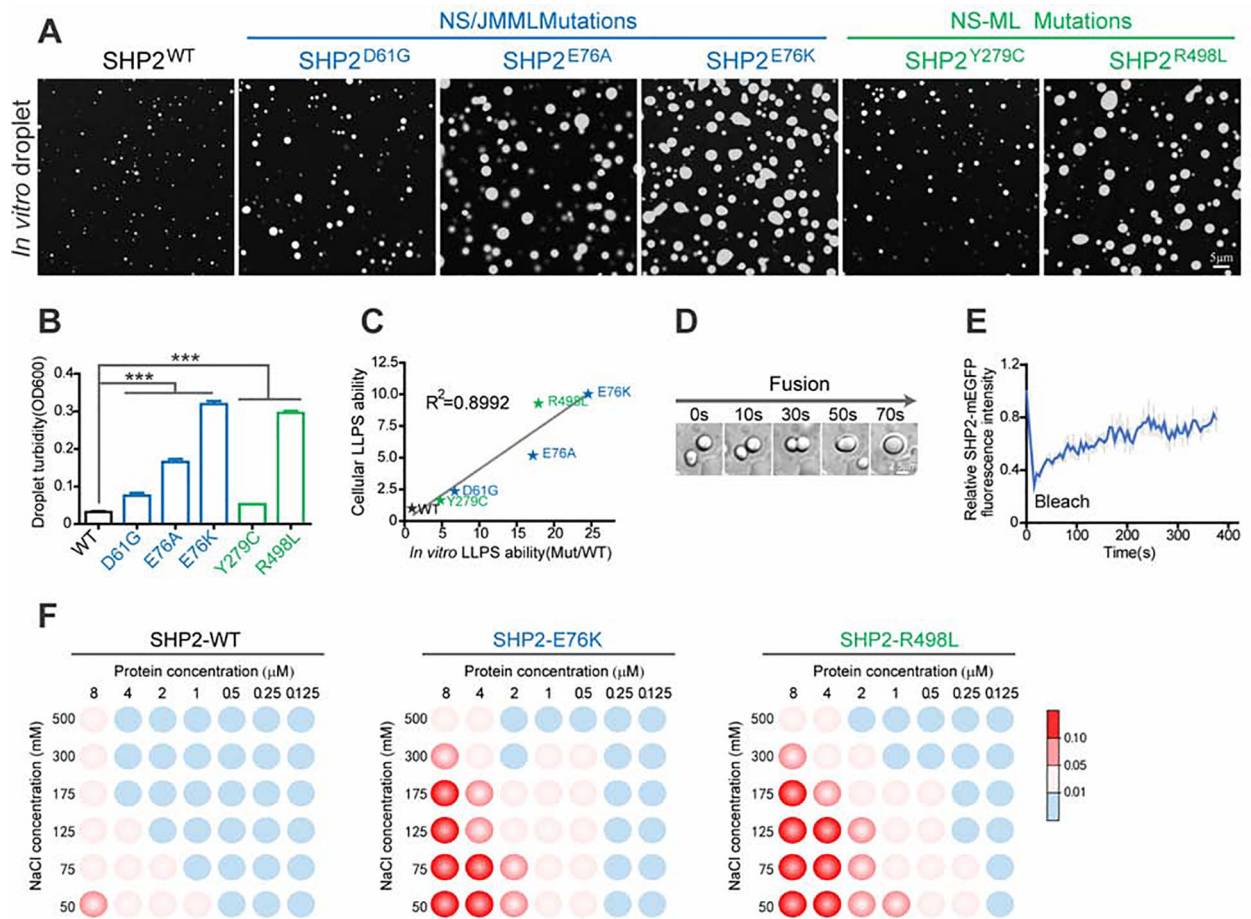 A
NS/JMMLMutations
NS-ML Mutations
SHP2WT
SHP2D61G
SHP2E76A
SHP2E76K
SHP2Y279C
SHP2R498L
In vitro droplet
5μm
B
Droplet turbidity(OD600)
0.4
0.3
0.2
0.1
0
***
***
WT
D61G
E76A
E76K
Y279C
R498L
C
Cellular LLPS ability
12.5
10.0
7.5
5.0
2.5
0
R2=0.8992
E76K
R498L
E76A
D61G
Y279C
WT
0 5 10 15 20 25
In vitro LLPS ability(Mut/WT)
D
Fusion
0s 10s 30s 50s 70s
E
Relative SHP2-mEGFP
fluorescence intensity
1.2
0.8
0.4
0
Bleach
0 100 200 300 400
Time(s)
F
SHP2-WT
Protein concentration (μM)
8 4 2 1 0.5 0.25 0.125
NaCl concentration (mM)
500
300
175
125
75
50
SHP2-E76K
Protein concentration (μM)
8 4 2 1 0.5 0.25 0.125
NaCl concentration (mM)
500
300
175
125
75
50
SHP2-R498L
Protein concentration (μM)
8 4 2 1 0.5 0.25 0.125
NaCl concentration (mM)
500
300
175
125
75
50
0.10
0.05
0.01